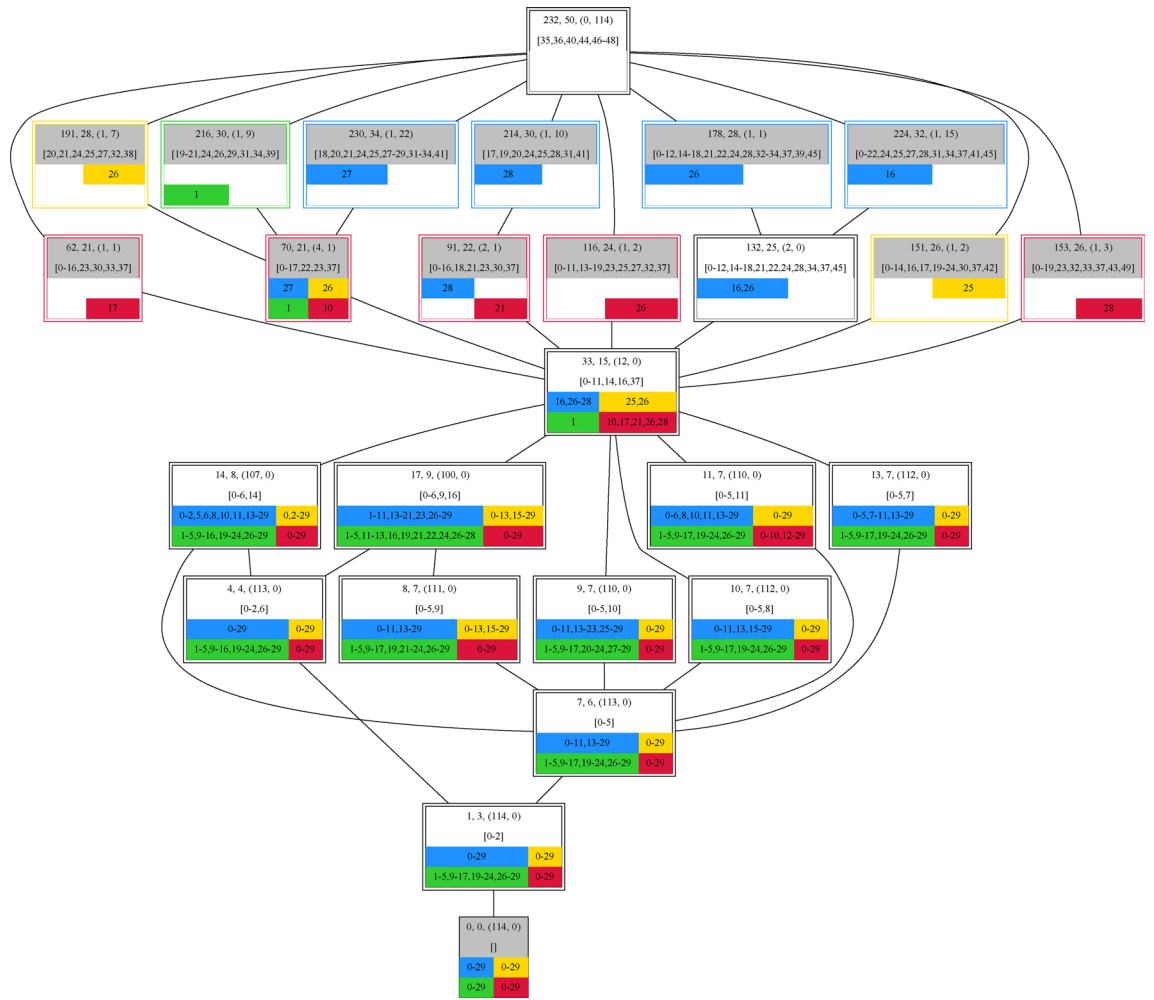 232, 50, (0, 114)
[35,36,40,44,46-48]
191, 28, (1, 7)
[20,21,24,25,27,32,38]
26
216, 30, (1, 9)
[19-21,24,26,29,31,34,39]
1
230, 34, (1, 22)
[18,20,21,24,25,27-29,31-34,41]
27
214, 30, (1, 10)
[17,19,20,24,25,28,31,41]
28
178, 28, (1, 1)
[0-12,14-18,21,22,24,28,32-34,37,39,45]
26
224, 32, (1, 15)
[0-22,24,25,27,28,31,34,37,41,45]
16
62, 21, (1, 1)
[0-16,23,30,33,37]
17
70, 21, (4, 1)
[0-17,22,23,37]
27 26
1 10
91, 22, (2, 1)
[0-16,18,21,23,30,37]
28
21
116, 24, (1, 2)
[0-11,13-19,23,25,27,32,37]
26
132, 25, (2, 0)
[0-12,14-18,21,22,24,28,34,37,45]
16,26
151, 26, (1, 2)
[0-14,16,17,19-24,30,37,42]
25
153, 26, (1, 3)
[0-19,23,32,33,37,43,49]
28
33, 15, (12, 0)
[0-11,14,16,37]
16,26-28 25,26
1 10,17,21,26,28
14, 8, (107, 0)
[0-6,14]
0-2,5,6,8,10,11,13-29 0,2-29
1-5,9-16,19-24,26-29 0-29
17, 9, (100, 0)
[0-6,9,16]
1-11,13-21,23,26-29 0-13,15-29
1-5,11-13,16,19,21,22,24,26-28 0-29
11, 7, (110, 0)
[0-5,11]
0-6,8,10,11,13-29 0-29
1-5,9-17,19-24,26-29 0-10,12-29
13, 7, (112, 0)
[0-5,7]
0-5,7-11,13-29 0-29
1-5,9-17,19-24,26-29 0-29
4, 4, (113, 0)
[0-2,6]
0-29 0-29
1-5,9-16,19-24,26-29 0-29
8, 7, (111, 0)
[0-5,9]
0-11,13-29 0-13,15-29
1-5,9-17,19,21-24,26-29 0-29
9, 7, (110, 0)
[0-5,10]
0-11,13-23,25-29 0-29
1-5,9-17,20-24,27-29 0-29
10, 7, (112, 0)
[0-5,8]
0-11,13,15-29 0-29
1-5,9-17,19-24,26-29 0-29
7, 6, (113, 0)
[0-5]
0-11,13-29 0-29
1-5,9-17,19-24,26-29 0-29
1, 3, (114, 0)
[0-2]
0-29 0-29
1-5,9-17,19-24,26-29 0-29
0, 0, (114, 0)
[]
0-29 0-29
0-29 0-29